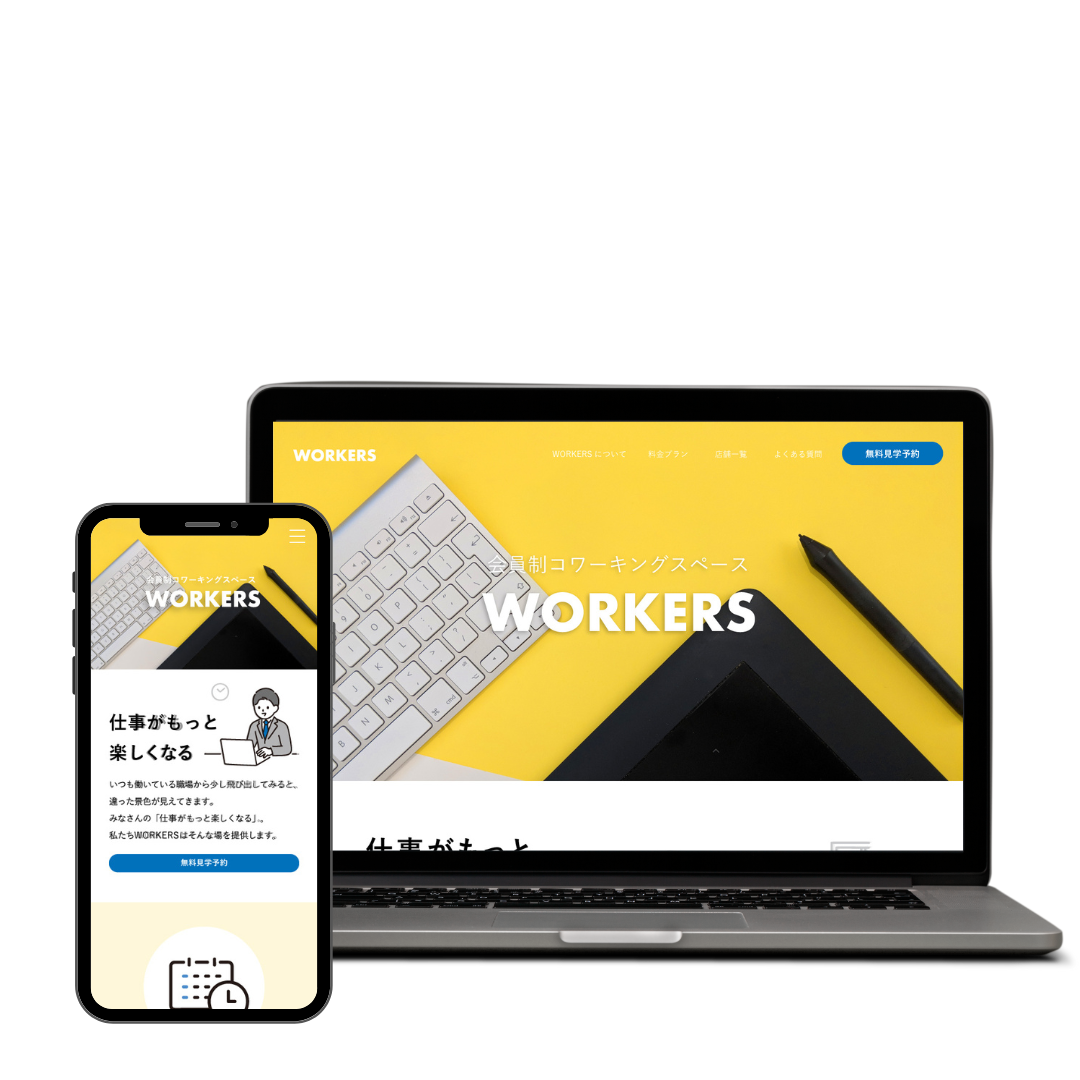 WORKERS
WORKERS について
料金プラン
店舗一覧
よくある質問
無料見学予約
会員制コワーキングスペース
WORKERS
仕事がもっと
会員制コワーキングスペース
WORKERS
仕事がもっと
楽しくなる
いつも働いている職場から少し飛び出してみると、
違った景色が見えてきます。
みなさんの「仕事がもっと楽しくなる」。
私たちWORKERSはそんな場を提供します。
無料見学予約